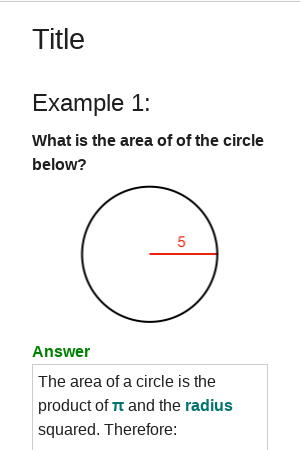 Title
Example 1:
What is the area of of the circle
below?
5
Answer
The area of a circle is the
product of π and the radius
squared. Therefore: